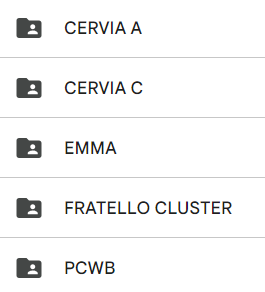 CERVIA A
CERVIA C
EMMA
FRATELLO CLUSTER
PCWB